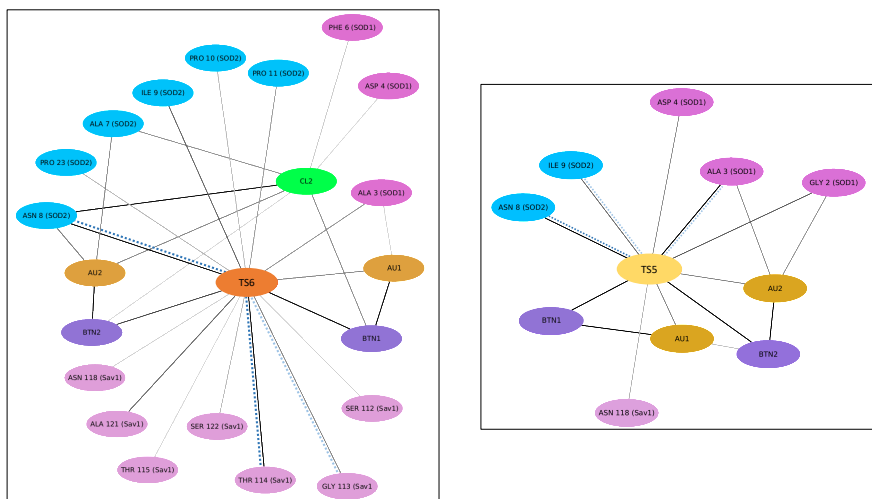 PHE 6 (SOD1)
PRO 10 (SOD2)
PRO 11 (SOD2)
ILE 9 (SOD2)
ASP 4 (SOD1)
ALA 7 (SOD2)
PRO 23 (SOD2)
CL2
ALA 3 (SOD1)
ASN 8 (SOD2)
AU2
AU1
TS6
BTN2
BTN1
ASN 118 (Sav1)
SER 112 (Sav1)
ALA 121 (Sav1)
SER 122 (Sav1)
THR 115 (Sav1)
THR 114 (Sav1)
GLY 113 (Sav1
ASP 4 (SOD1)
ILE 9 (SOD2)
ALA 3 (SOD1)
GLY 2 (SOD1)
ASN 8 (SOD2)
TS5
AU2
BTN1
AU1
BTN2
ASN 118 (Sav1)